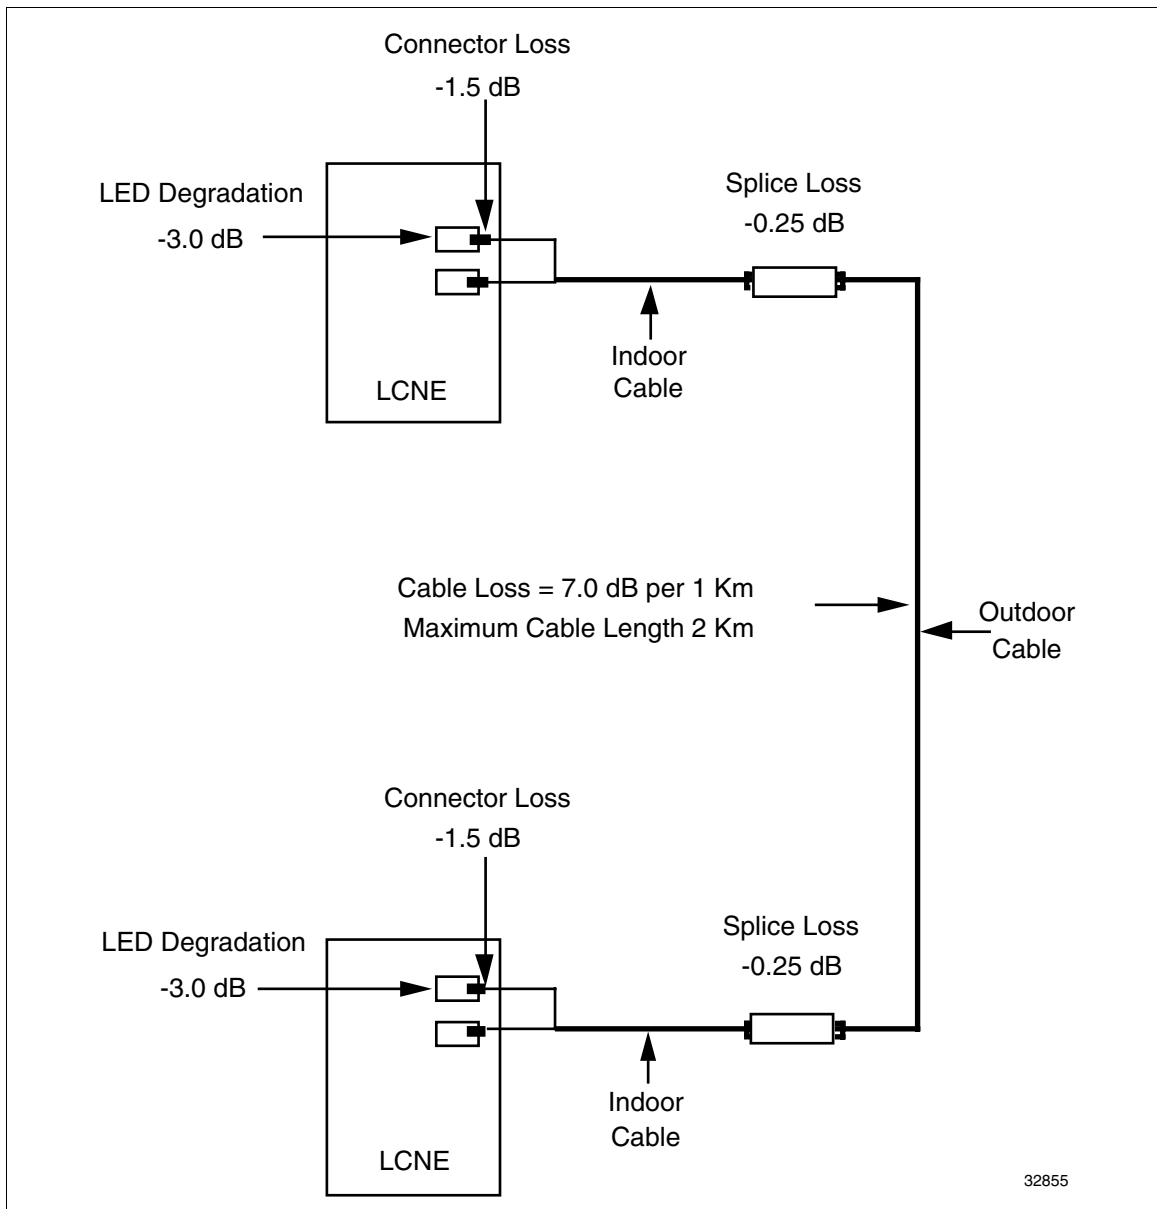 Connector Loss
-1.5 dB
LED Degradation
-3.0 dB
Splice Loss
-0.25 dB
Indoor
Cable
LCNE
Cable Loss = 7.0 dB per 1 Km
Maximum Cable Length 2 Km
Outdoor
Cable
Connector Loss
-1.5 dB
LED Degradation
-3.0 dB
Splice Loss
-0.25 dB
Indoor
Cable
LCNE
32855